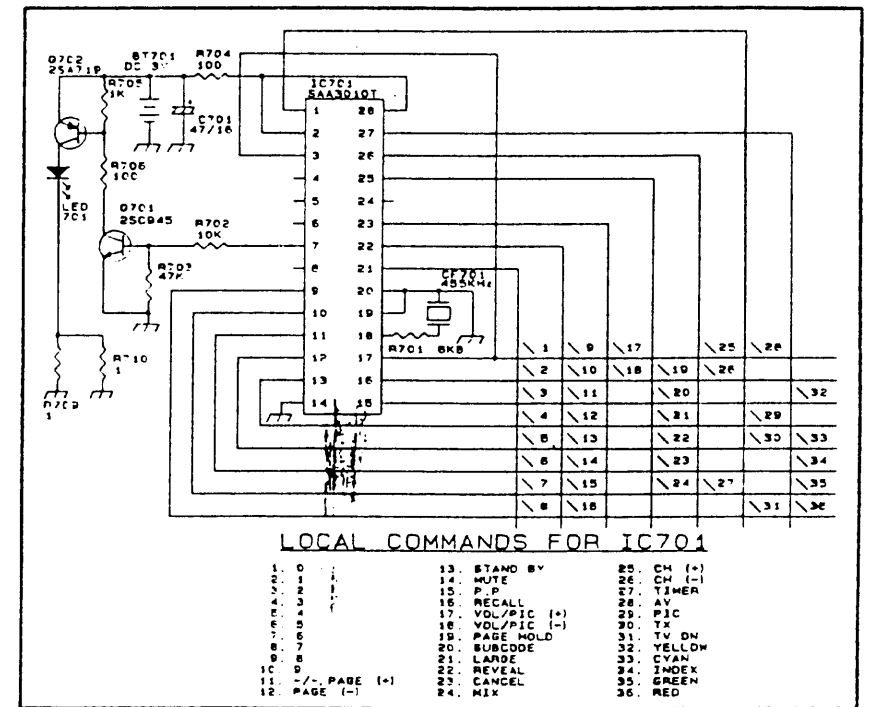 Q702
2SA719
BT701
DC 3V
R704
100
R705
1K
C701
47/16
IC701
SAA3010T
R706
100
LED
701
Q701
2SC945
R702
10K
R703
47K
R710
1
R709
1
CF701
455KHz
R701 6K8
1 28
2 27
3 26
4 25
5 24
6 23
7 22
8 21
9 20
10 19
11 18
12 17
13 16
14 15
1 9 17 25 28
2 10 18 19 26
3 11 20 32
4 12 21 29
5 13 22 30 33
6 14 23 34
7 15 24 27 35
8 16 31 36
LOCAL COMMANDS FOR IC701
1. 0
2. 1
3. 2
4. 3
5. 4
6. 5
7. 6
8. 7
9. 8
10 9
11. -/-, PAGE (+)
12. PAGE (-)
13. STAND BY
14. MUTE
15. P.P
16. RECALL
17. VOL/PIC (+)
18. VOL/PIC (-)
19. PAGE HOLD
20. SUBCODE
21. LARGE
22. REVEAL
23. CANCEL
24. MIX
25. CH (+)
26. CH (-)
27. TIMER
28. AV
29. PIC
30. TX
31. TV ON
32. YELLOW
33. CYAN
34. INDEX
35. GREEN
36. RED